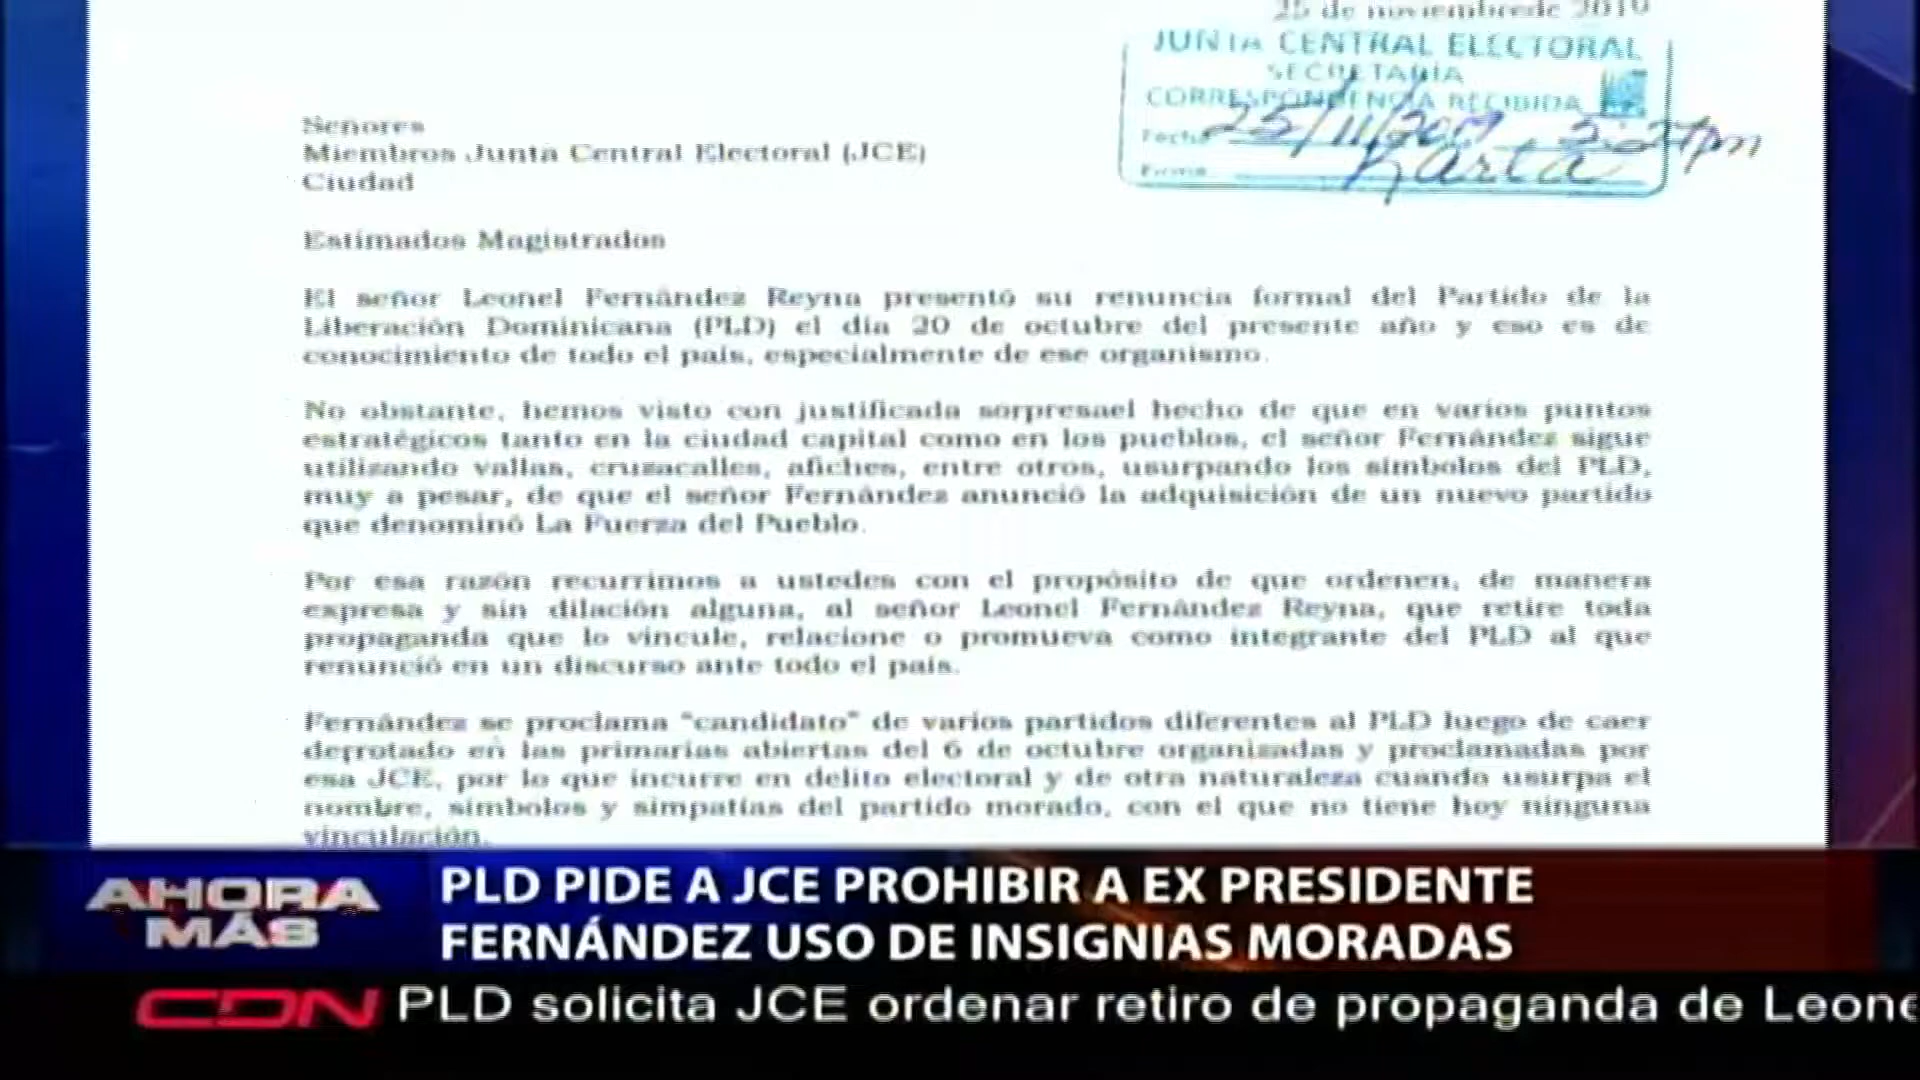 25 de noviembrede 2019
JUNTA CENTRAL ELECTORAL
SECRETARÍA
CORRESPONDENCIA RECIBIDA
Fecha 25/11/2019 3:27pm
Firma Karta
Señores
Miembros Junta Central Electoral (JCE)
Ciudad
Estimados Magistrados
El señor Leonel Fernández Reyna presentó su renuncia formal del Partido de la
Liberación Dominicana (PLD) el día 20 de octubre del presente año y eso es de
conocimiento de todo el país, especialmente de ese organismo.
No obstante, hemos visto con justificada sorpresael hecho de que en varios puntos
estratégicos tanto en la ciudad capital como en los pueblos, el señor Fernández sigue
utilizando vallas, cruzacalles, afiches, entre otros, usurpando los símbolos del PLD,
muy a pesar, de que el señor Fernández anunció la adquisición de un nuevo partido
que denominó La Fuerza del Pueblo.
Por esa razón recurrimos a ustedes con el propósito de que ordenen, de manera
expresa y sin dilación alguna, al señor Leonel Fernández Reyna, que retire toda
propaganda que lo vincule, relacione o promueva como integrante del PLD al que
renunció en un discurso ante todo el país.
Fernández se proclama "candidato" de varios partidos diferentes al PLD luego de caer
derrotado en las primarias abiertas del 6 de octubre organizadas y proclamadas por
esa JCE, por lo que incurre en delito electoral y de otra naturaleza cuando usurpa el
nombre, símbolos y simpatías del partido morado, con el que no tiene hoy ninguna
vinculación.
AHORA
MÁS
PLD PIDE A JCE PROHIBIR A EX PRESIDENTE
FERNÁNDEZ USO DE INSIGNIAS MORADAS
CDN PLD solicita JCE ordenar retiro de propaganda de Leone